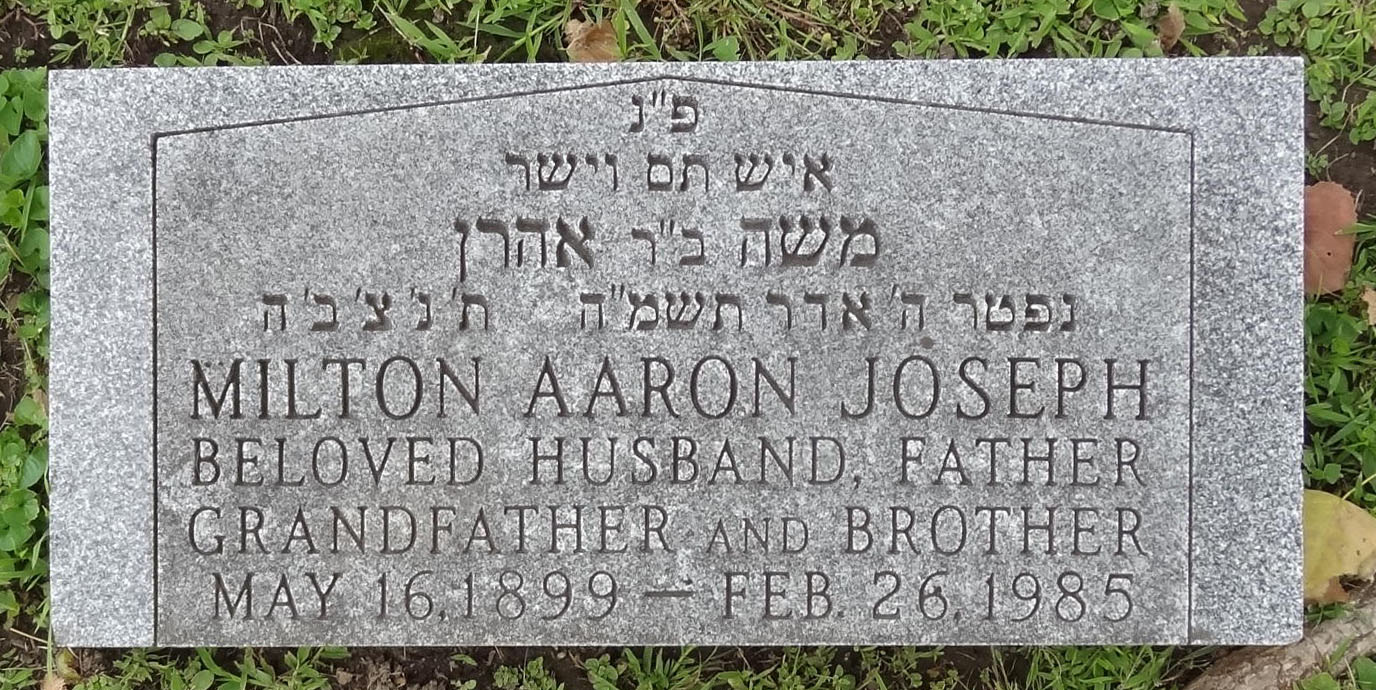 פ"נ
איש תם וישר
משה ב"ר אהרן
נפטר ה' אדר תשמ"ה ת' נ' צ' ב' ה
MILTON AARON JOSEPH
BELOVED HUSBAND, FATHER
GRANDFATHER AND BROTHER
MAY 16, 1899 — FEB. 26, 1985